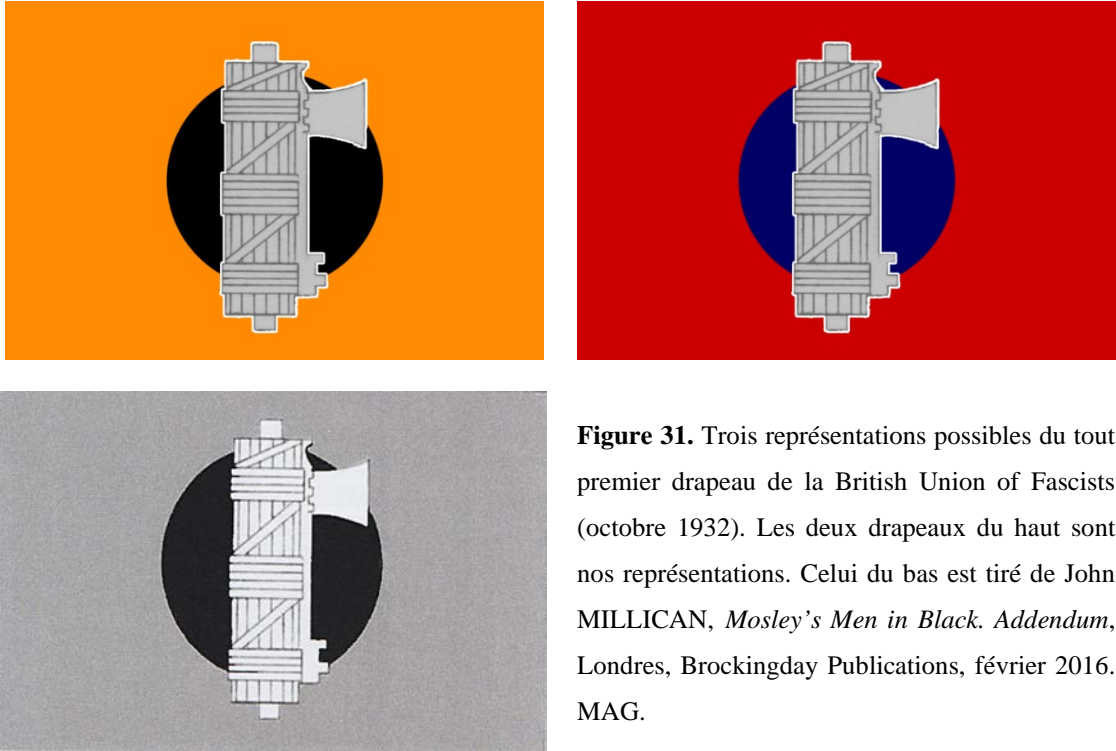 Figure 31. Trois représentations possibles du tout
premier drapeau de la British Union of Fascists
(octobre 1932). Les deux drapeaux du haut sont
nos représentations. Celui du bas est tiré de John
MILLICAN, Mosley’s Men in Black. Addendum,
Londres, Brockingday Publications, février 2016.
MAG.